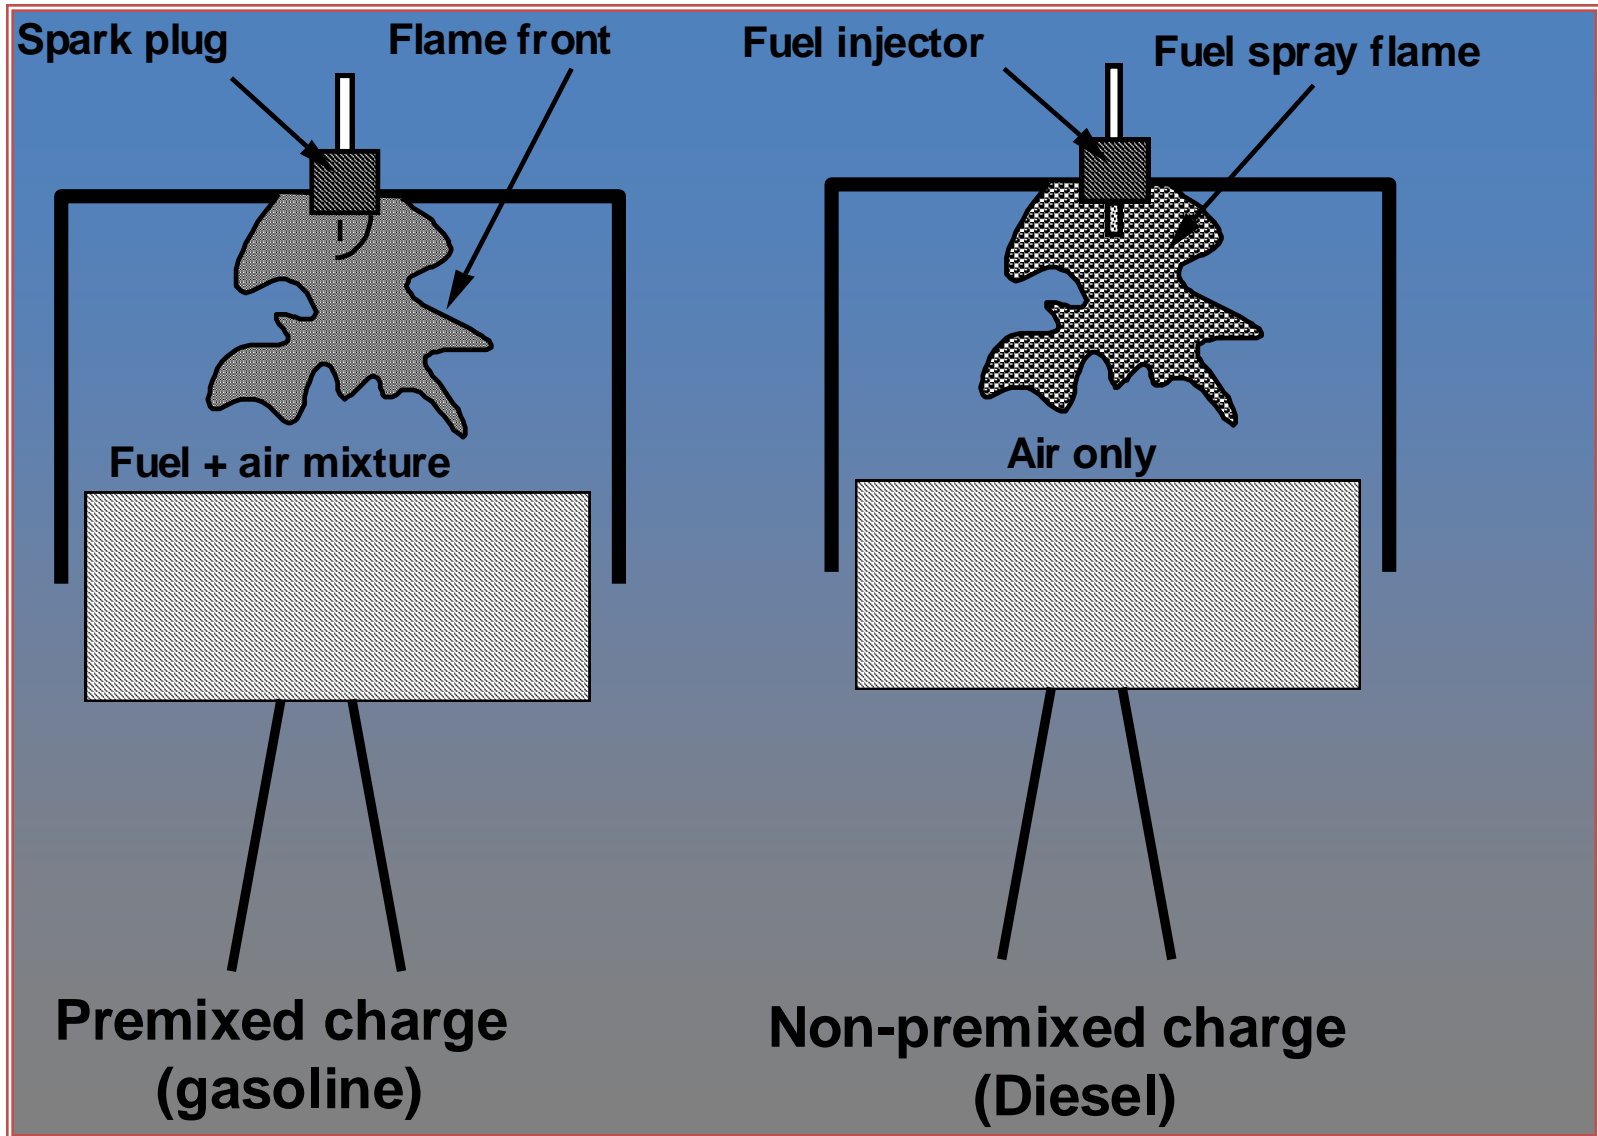 Spark plug
Flame front
Fuel + air mixture
Premixed charge
(gasoline)
Fuel injector
Fuel spray flame
Air only
Non-premixed charge
(Diesel)